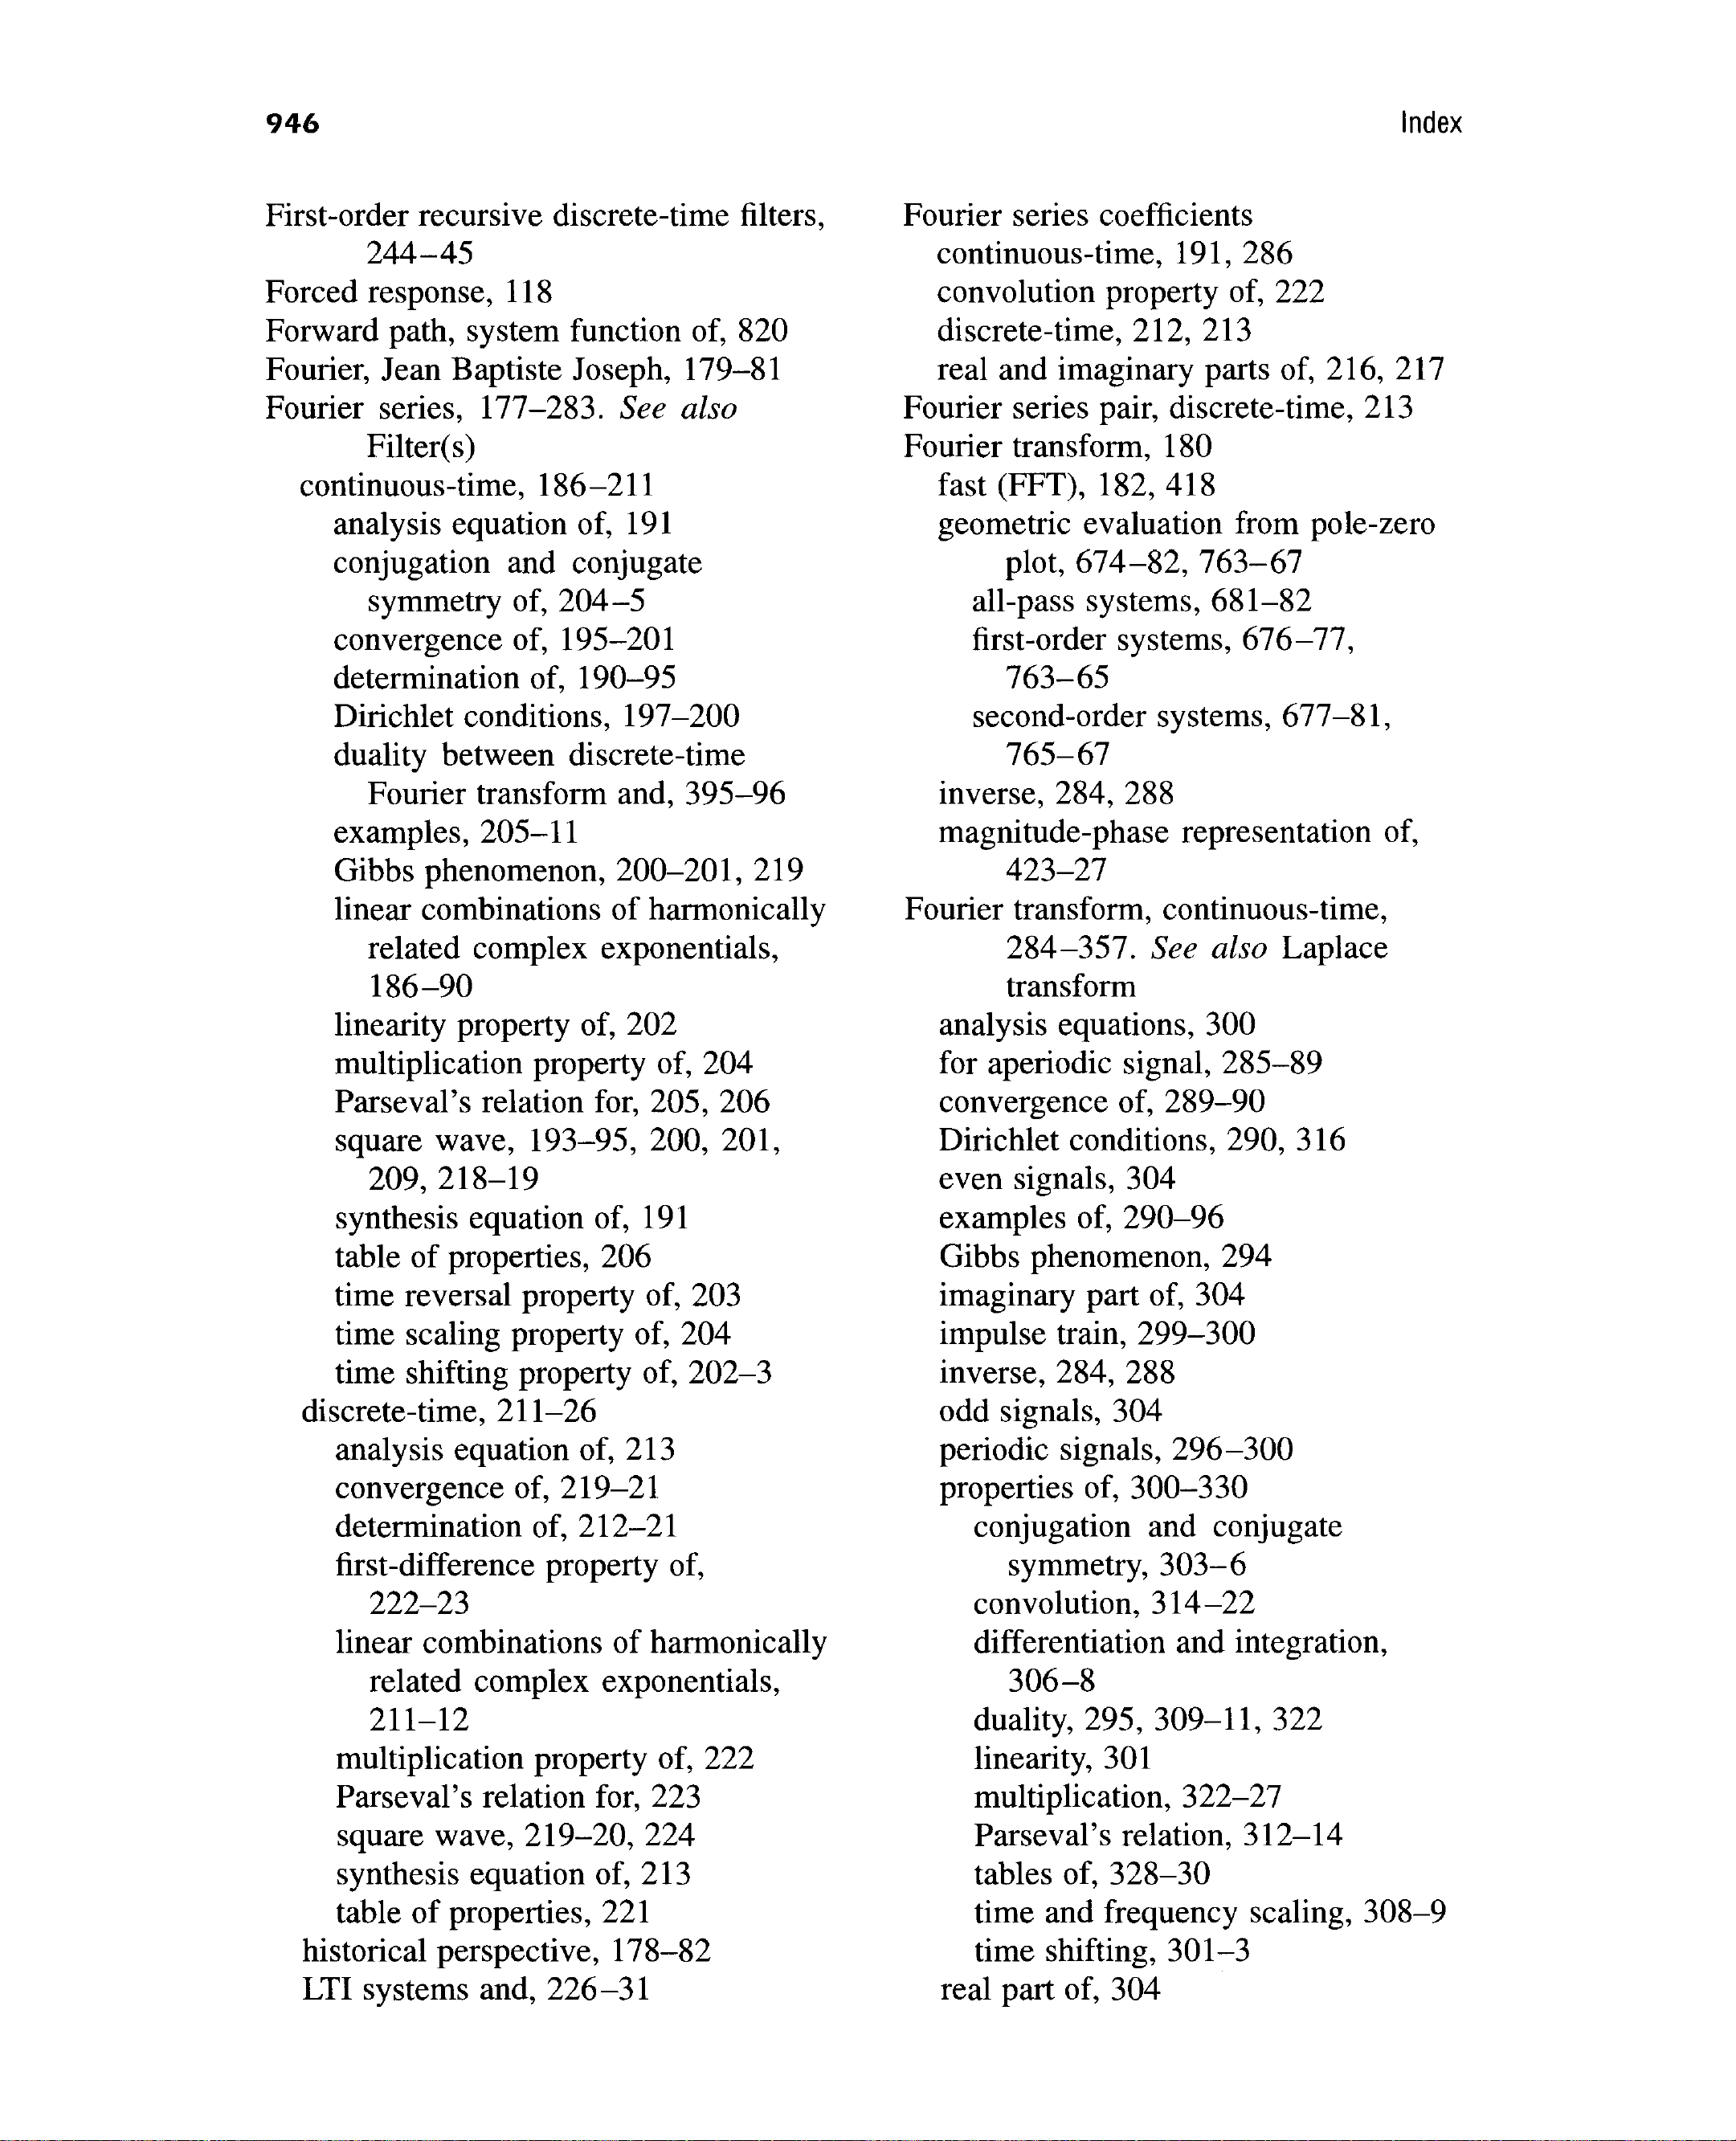 946
Index
First-order recursive discrete-time filters,
244–45
Forced response, 118
Forward path, system function of, 820
Fourier, Jean Baptiste Joseph, 179–81
Fourier series, 177–283. See also
Filter(s)
continuous-time, 186–211
analysis equation of, 191
conjugation and conjugate
symmetry of, 204–5
convergence of, 195–201
determination of, 190–95
Dirichlet conditions, 197–200
duality between discrete-time
Fourier transform and, 395–96
examples, 205–11
Gibbs phenomenon, 200–201, 219
linear combinations of harmonically
related complex exponentials,
186–90
linearity property of, 202
multiplication property of, 204
Parseval's relation for, 205, 206
square wave, 193–95, 200, 201,
209, 218–19
synthesis equation of, 191
table of properties, 206
time reversal property of, 203
time scaling property of, 204
time shifting property of, 202–3
discrete-time, 211–26
analysis equation of, 213
convergence of, 219–21
determination of, 212–21
first-difference property of,
222–23
linear combinations of harmonically
related complex exponentials,
211–12
multiplication property of, 222
Parseval's relation for, 223
square wave, 219–20, 224
synthesis equation of, 213
table of properties, 221
historical perspective, 178–82
LTI systems and, 226–31
Fourier series coefficients
continuous-time, 191, 286
convolution property of, 222
discrete-time, 212, 213
real and imaginary parts of, 216, 217
Fourier series pair, discrete-time, 213
Fourier transform, 180
fast (FFT), 182, 418
geometric evaluation from pole-zero
plot, 674–82, 763–67
all-pass systems, 681–82
first-order systems, 676–77,
763–65
second-order systems, 677–81,
765–67
inverse, 284, 288
magnitude-phase representation of,
423–27
Fourier transform, continuous-time,
284–357. See also Laplace
transform
analysis equations, 300
for aperiodic signal, 285–89
convergence of, 289–90
Dirichlet conditions, 290, 316
even signals, 304
examples of, 290–96
Gibbs phenomenon, 294
imaginary part of, 304
impulse train, 299–300
inverse, 284, 288
odd signals, 304
periodic signals, 296–300
properties of, 300–330
conjugation and conjugate
symmetry, 303–6
convolution, 314–22
differentiation and integration,
306–8
duality, 295, 309–11, 322
linearity, 301
multiplication, 322–27
Parseval's relation, 312–14
tables of, 328–30
time and frequency scaling, 308–9
time shifting, 301–3
real part of, 304